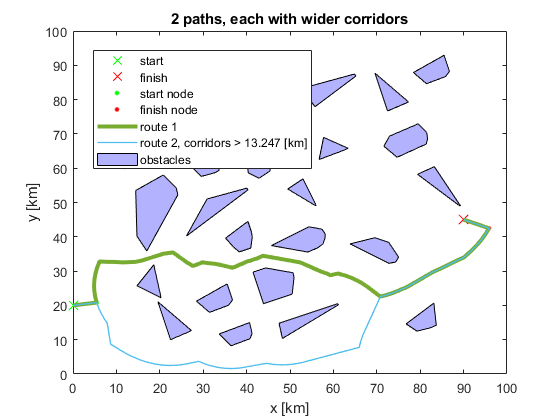 2 paths, each with wider corridors
100
90
80
70
60
50
40
30
20
10
0
y [km]
start
finish
start node
finish node
route 1
route 2, corridors > 13.247 [km]
obstacles
0 10 20 30 40 50 60 70 80 90 100
x [km]